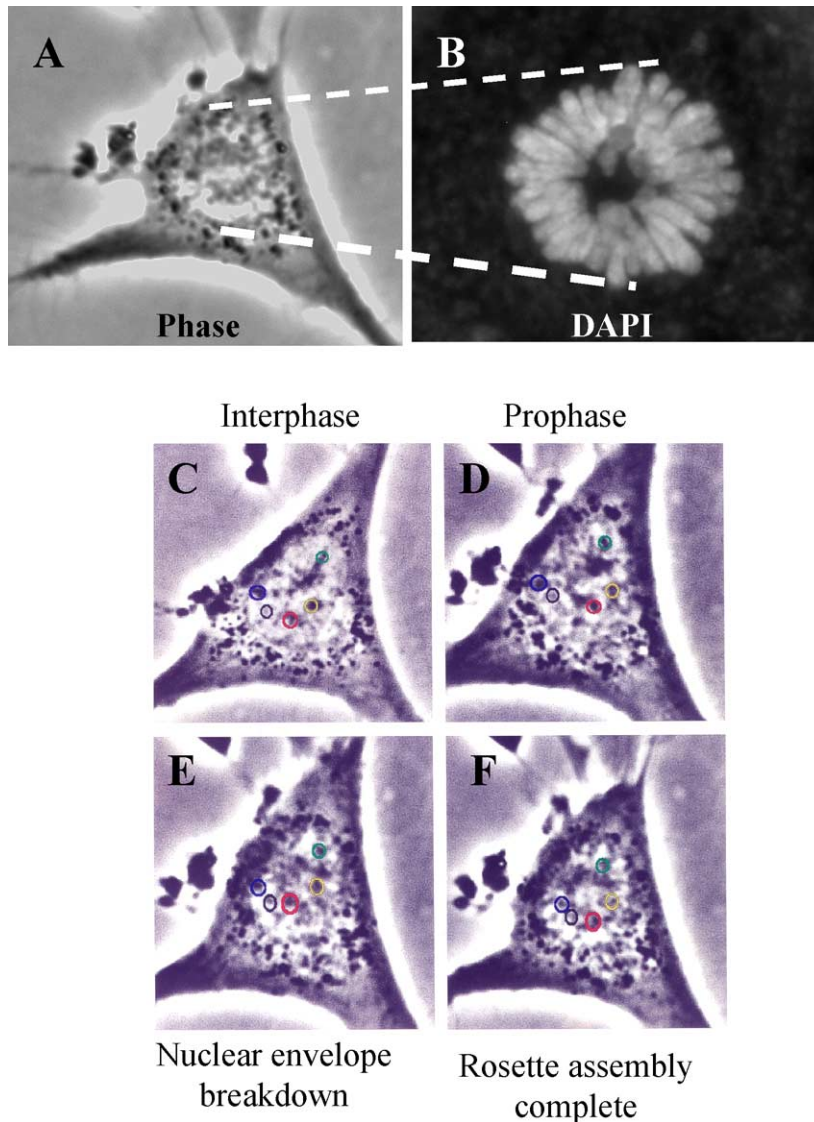 A
B
Phase
DAPI
Interphase
Prophase
C
D
E
F
Nuclear envelope
breakdown
Rosette assembly
complete